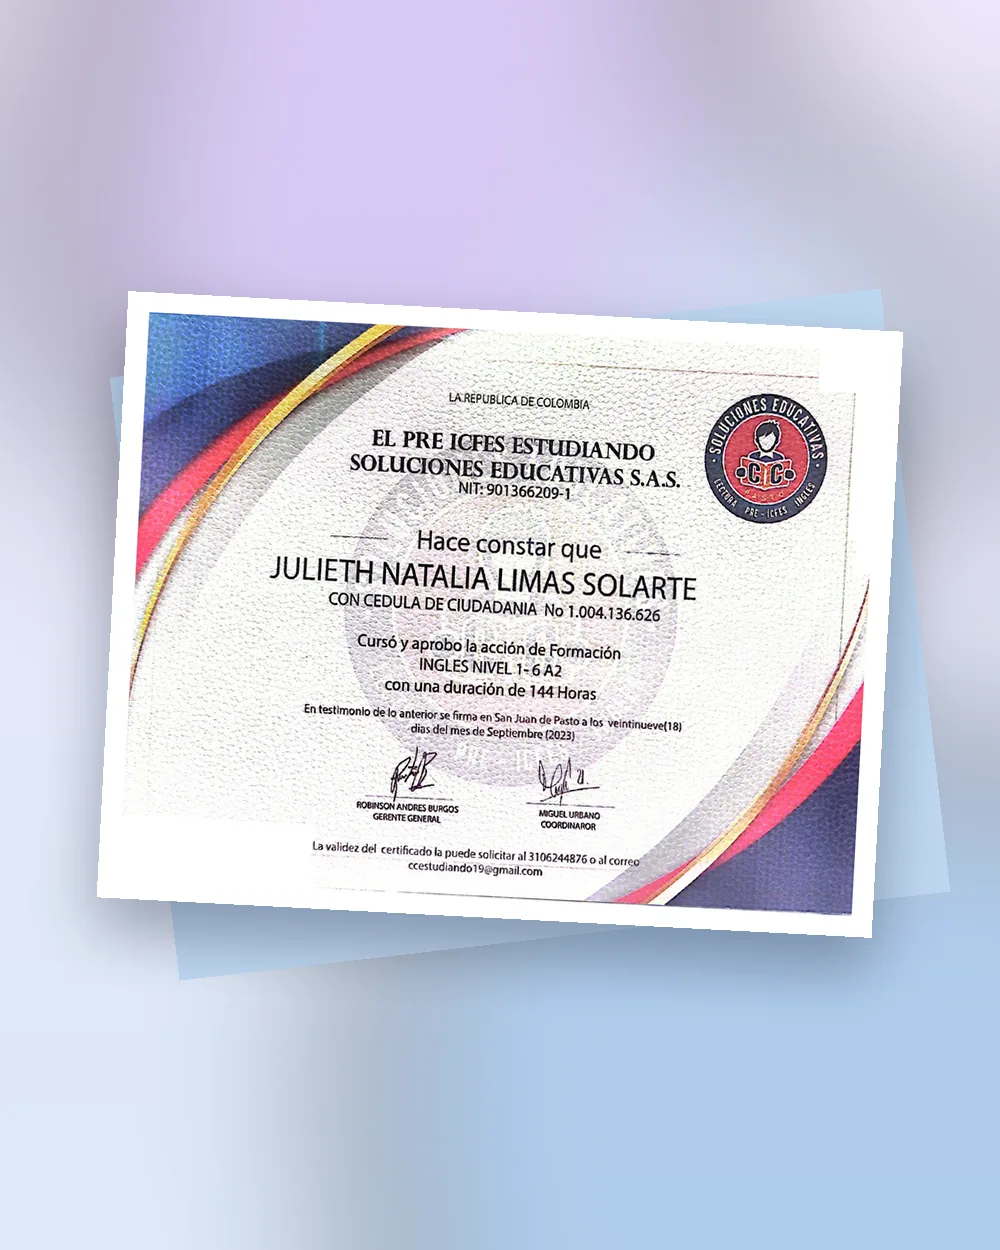 LA REPUBLICA DE COLOMBIA
EL PRE ICFES ESTUDIANDO
SOLUCIONES EDUCATIVAS S.A.S.
NIT: 901366209-1
SOLUCIONES EDUCATIVAS
CC
PASTO
LECTURA PRE - ICFES INGLES
Hace constar que
JULIETH NATALIA LIMAS SOLARTE
CON CEDULA DE CIUDADANIA No 1.004.136.626
Cursó y aprobo la acción de Formación
INGLES NIVEL 1- 6 A2
con una duración de 144 Horas
En testimonio de lo anterior se firma en San Juan de Pasto a los veintinueve(18)
dias del mes de Septiembre (2023)
ROBINSON ANDRES BURGOS
GERENTE GENERAL
MIGUEL URBANO
COORDINAROR
La validez del certificado la puede solicitar al 3106244876 o al correo
ccestudiando19@gmail.com